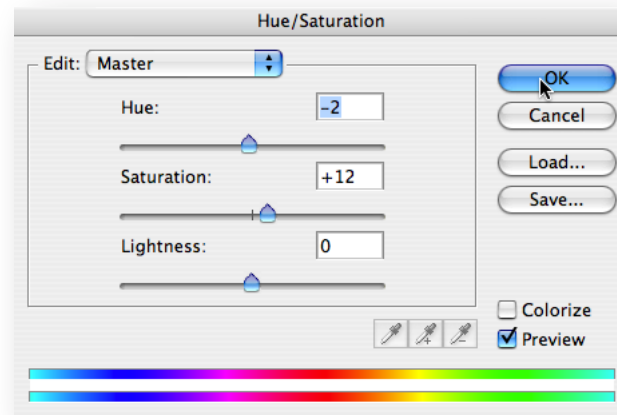 Hue/Saturation
Edit: Master
OK
Hue: -2
Cancel
Load...
Saturation: +12
Save...
Lightness: 0
Colorize
Preview